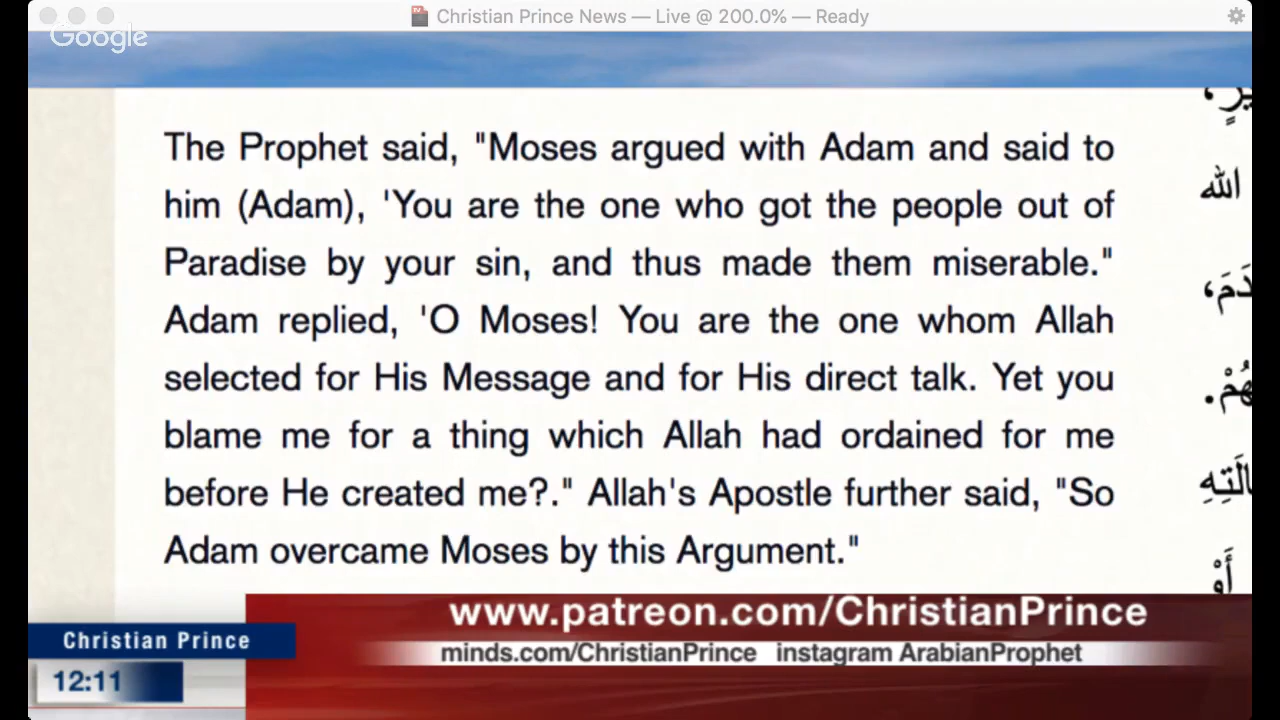 Christian Prince News — Live @ 200.0% — Ready
Google
The Prophet said, "Moses argued with Adam and said to
him (Adam), 'You are the one who got the people out of
Paradise by your sin, and thus made them miserable."
Adam replied, 'O Moses! You are the one whom Allah
selected for His Message and for His direct talk. Yet you
blame me for a thing which Allah had ordained for me
before He created me?." Allah's Apostle further said, "So
Adam overcame Moses by this Argument."
الله
أَوْ
www.patreon.com/ChristianPrince
Christian Prince
minds.com/ChristianPrince instagram ArabianProphet
12:11